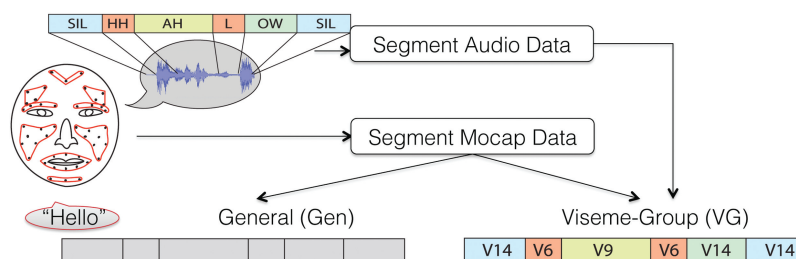 SIL HH AH L OW SIL
Segment Audio Data
Segment Mocap Data
"Hello"
General (Gen)
Viseme-Group (VG)
V14 V6 V9 V6 V14 V14